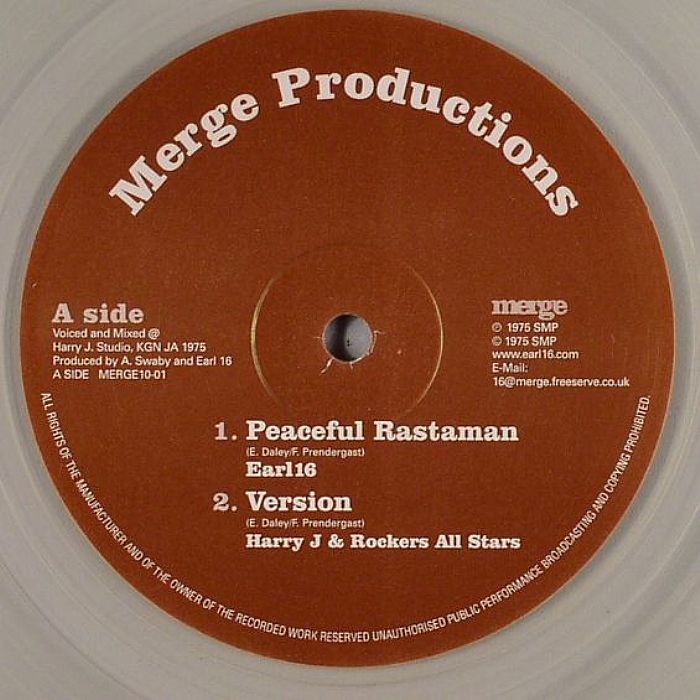 Merge Productions
A side
Voiced and Mixed @
Harry J. Studio, KGN JA 1975
Produced by A. Swaby and Earl 16
A SIDE MERGE10-01
merge
℗ 1975 SMP
© 1975 SMP
www.earl16.com
E-Mail:
16@merge.freeserve.co.uk
1. Peaceful Rastaman
(E. Daley/F. Prendergast)
Earl16
2. Version
(E. Daley/F. Prendergast)
Harry J & Rockers All Stars
ALL RIGHTS OF THE MANUFACTURER AND OF THE OWNER OF THE RECORDED WORK RESERVED UNAUTHORISED PUBLIC PERFORMANCE BROADCASTING AND COPYING PROHIBITED.